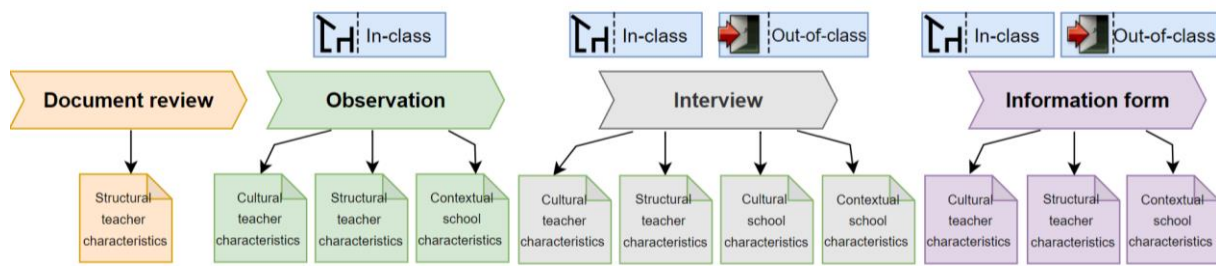 In-class
In-class
Out-of-class
In-class
Out-of-class
Document review
Observation
Interview
Information form
Structural
teacher
characteristics
Cultural
teacher
characteristics
Structural
teacher
characteristics
Contextual
school
characteristics
Cultural
teacher
characteristics
Structural
teacher
characteristics
Cultural
school
characteristics
Contextual
school
characteristics
Cultural
teacher
characteristics
Structural
teacher
characteristics
Contextual
school
characteristics